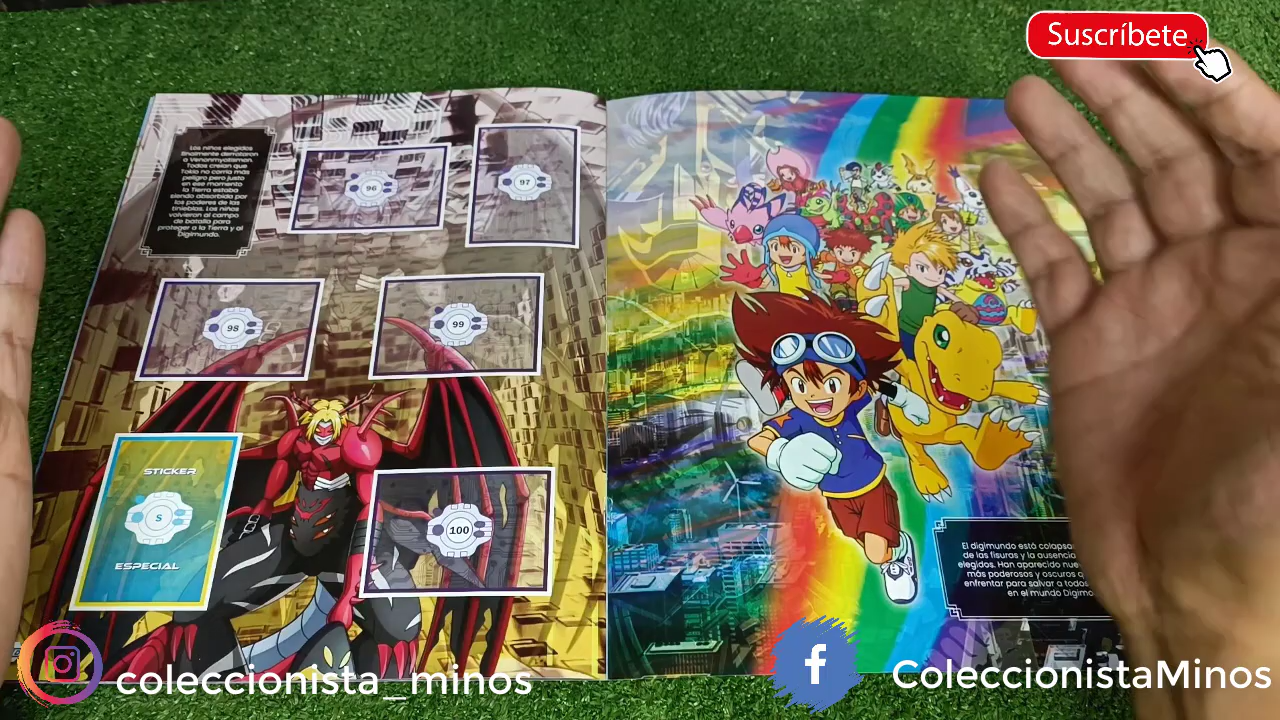 Suscríbete
Los niños elegidos
finalmente derrotaron
a Venommyotismon.
Todos creían que
Tokio no corría más
peligro pero justo
en ese momento
la Tierra estaba
siendo absorbida por
los poderes de las
tinieblas. Los niños
volvieron al campo
de batalla para
proteger a la Tierra y al
Digimundo.
96
97
98
99
STICKER
S
ESPECIAL
100
El digimundo está colapsa
de las fisuras y la ausencia
elegidos. Han aparecido nue
más poderosos y oscuros q
enfrentar para salvar a todos
en el mundo Digimo
coleccionista_minos
f
ColeccionistaMinos